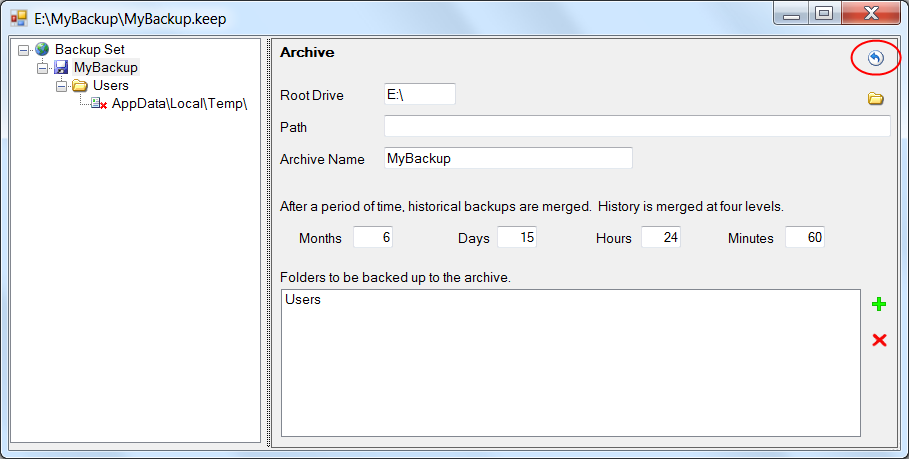 E:\MyBackup\MyBackup.keep
Backup Set
MyBackup
Users
AppData\Local\Temp\
Archive
Root Drive E:\
Path
Archive Name MyBackup
After a period of time, historical backups are merged. History is merged at four levels.
Months 6 Days 15 Hours 24 Minutes 60
Folders to be backed up to the archive.
Users